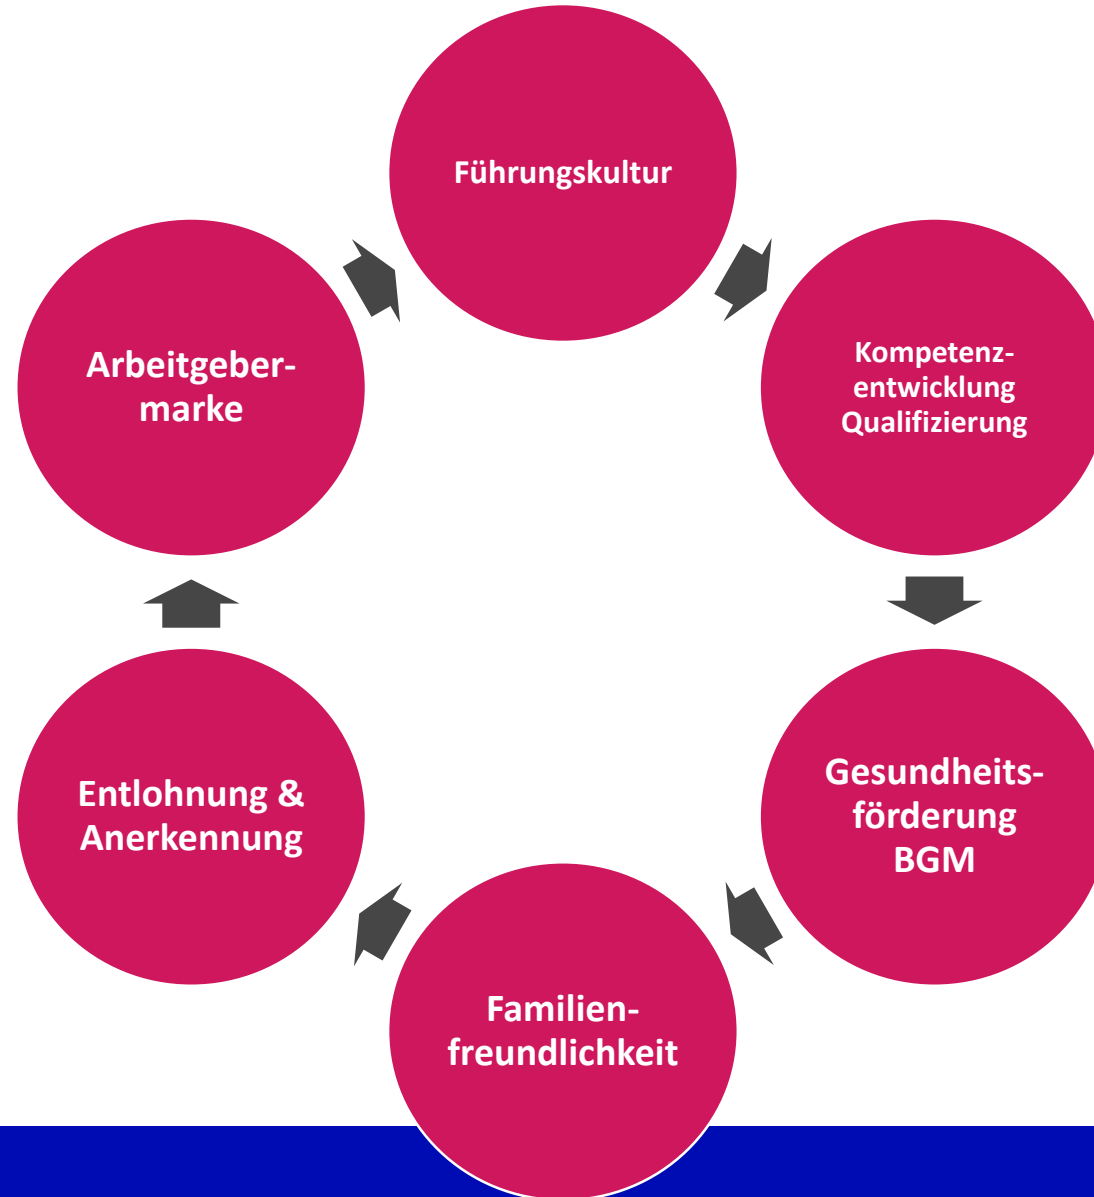 Führungskultur
Kompetenz-
entwicklung
Qualifizierung
Gesundheits-
förderung
BGM
Familien-
freundlichkeit
Entlohnung &
Anerkennung
Arbeitgeber-
marke